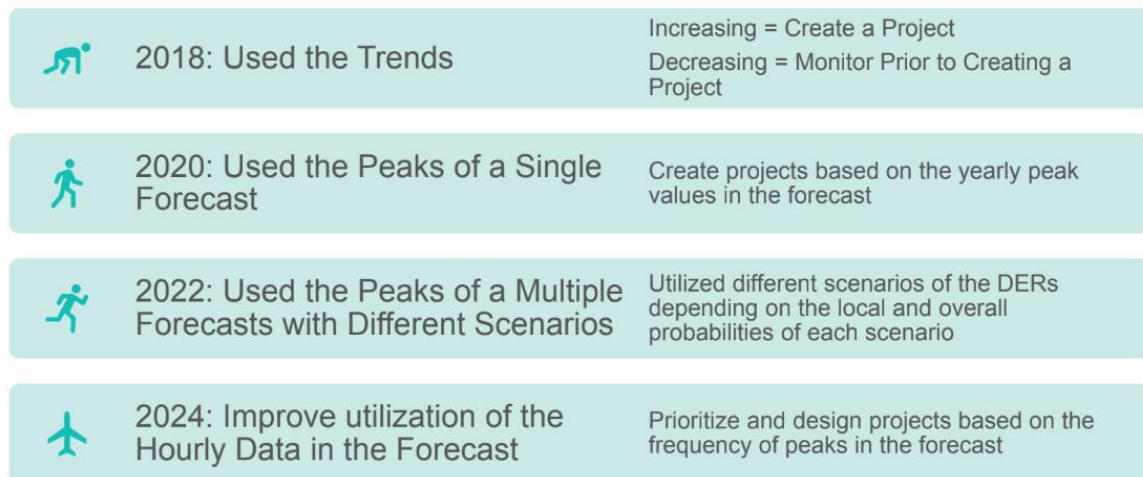 2018: Used the Trends
Increasing = Create a Project
Decreasing = Monitor Prior to Creating a
Project
2020: Used the Peaks of a Single
Forecast
Create projects based on the yearly peak
values in the forecast
2022: Used the Peaks of a Multiple
Forecasts with Different Scenarios
Utilized different scenarios of the DERs
depending on the local and overall
probabilities of each scenario
2024: Improve utilization of the
Hourly Data in the Forecast
Prioritize and design projects based on the
frequency of peaks in the forecast